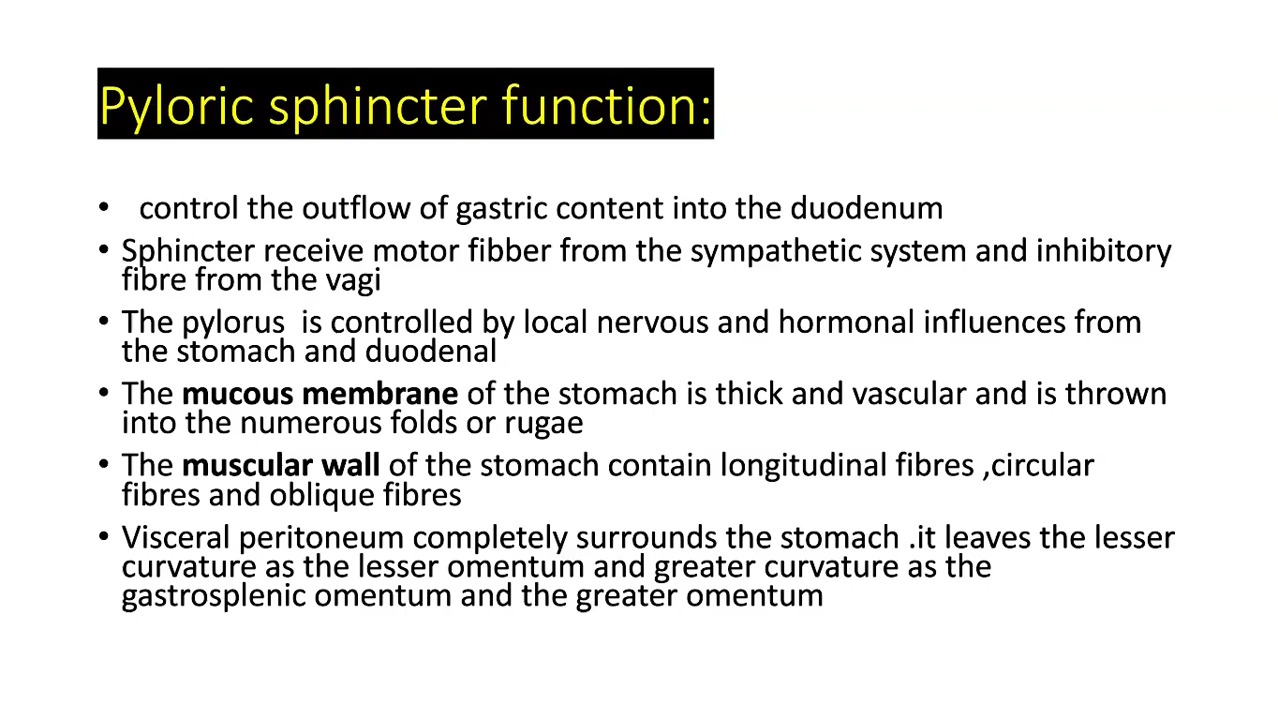 Pyloric sphincter function:
• control the outflow of gastric content into the duodenum
• Sphincter receive motor fibber from the sympathetic system and inhibitory
fibre from the vagi
• The pylorus is controlled by local nervous and hormonal influences from
the stomach and duodenal
• The mucous membrane of the stomach is thick and vascular and is thrown
into the numerous folds or rugae
• The muscular wall of the stomach contain longitudinal fibres ,circular
fibres and oblique fibres
• Visceral peritoneum completely surrounds the stomach .it leaves the lesser
curvature as the lesser omentum and greater curvature as the
gastrosplenic omentum and the greater omentum